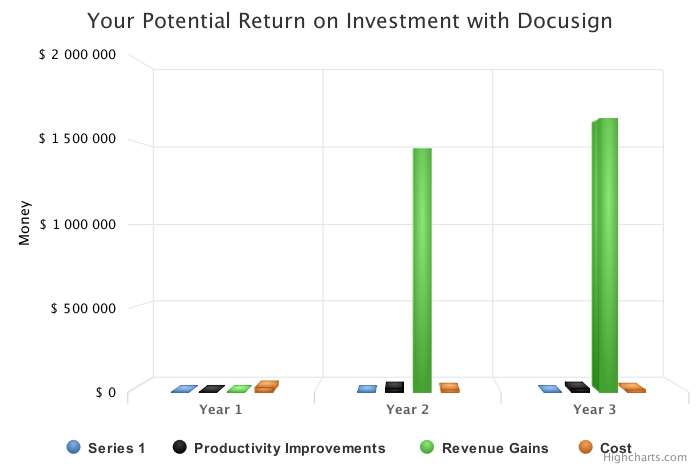 Your Potential Return on Investment with Docusign
$ 2 000 000
$ 1 500 000
$ 1 000 000
$ 500 000
$ 0
Money
Year 1
Year 2
Year 3
Series 1
Productivity Improvements
Revenue Gains
Cost
Highcharts.com